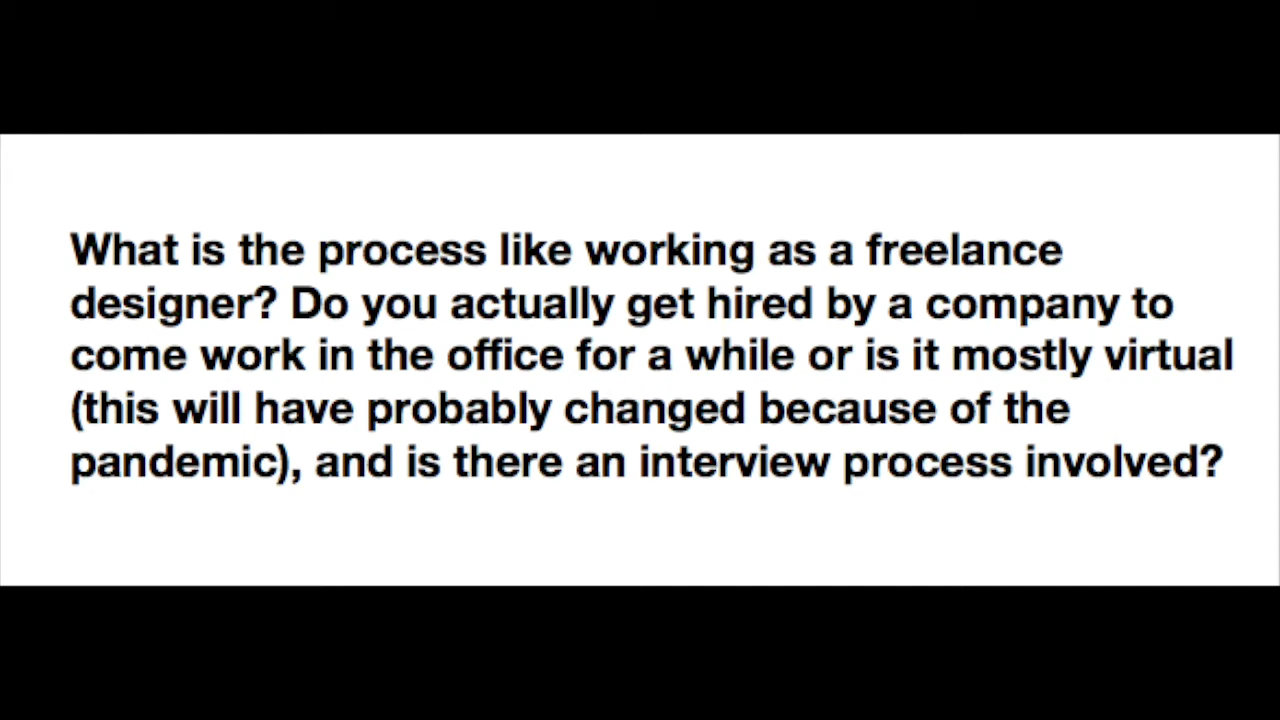 What is the process like working as a freelance
designer? Do you actually get hired by a company to
come work in the office for a while or is it mostly virtual
(this will have probably changed because of the
pandemic), and is there an interview process involved?